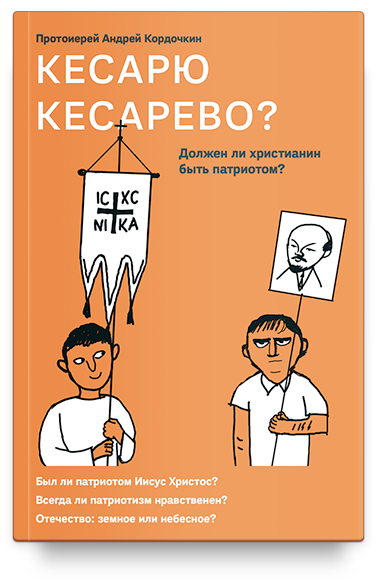 Протоиерей Андрей Кордочкин
КЕСАРЮ
КЕСАРЕВО?
Должен ли христианин
быть патриотом?
IC XC
NI KA
Был ли патриотом Иисус Христос?
Всегда ли патриотизм нравственен?
Отечество: земное или небесное?